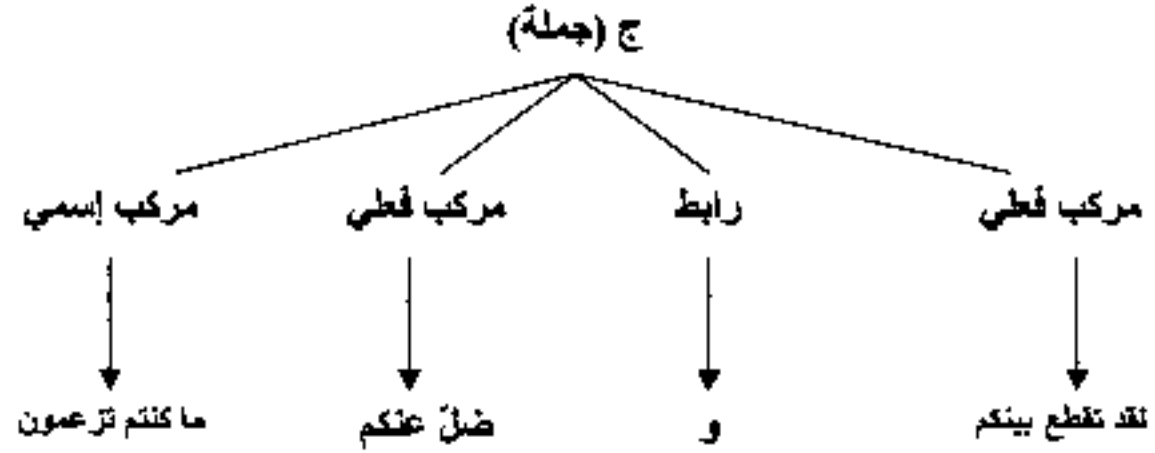 ج (جملة)
مركب فعلي رابط مركب فعلي مركب إسمي
لقد تقطع بينكم و ضلّ عنكم ما كنتم تزعمون